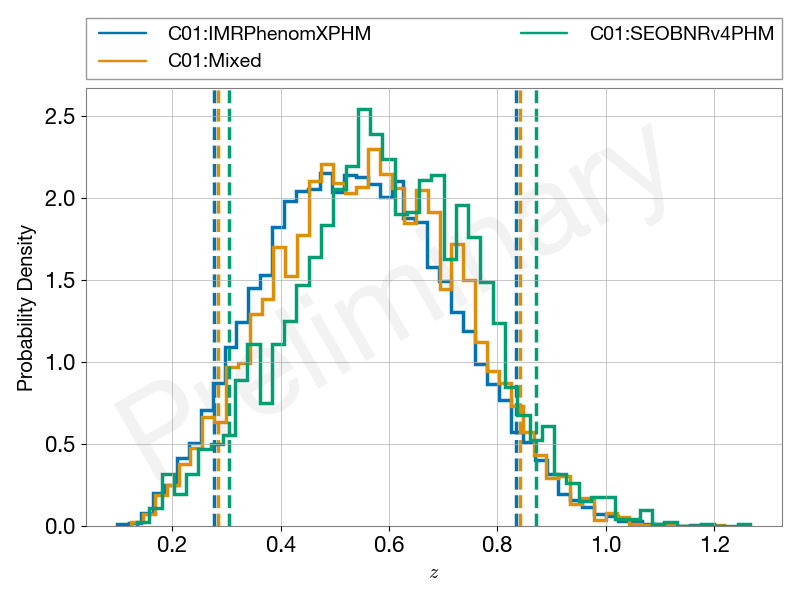 C01:IMRPhenomXPHM
C01:Mixed
C01:SEOBNRv4PHM
2.5
2.0
1.5
1.0
0.5
0.0
Probability Density
Preliminary
0.2 0.4 0.6 0.8 1.0 1.2
z